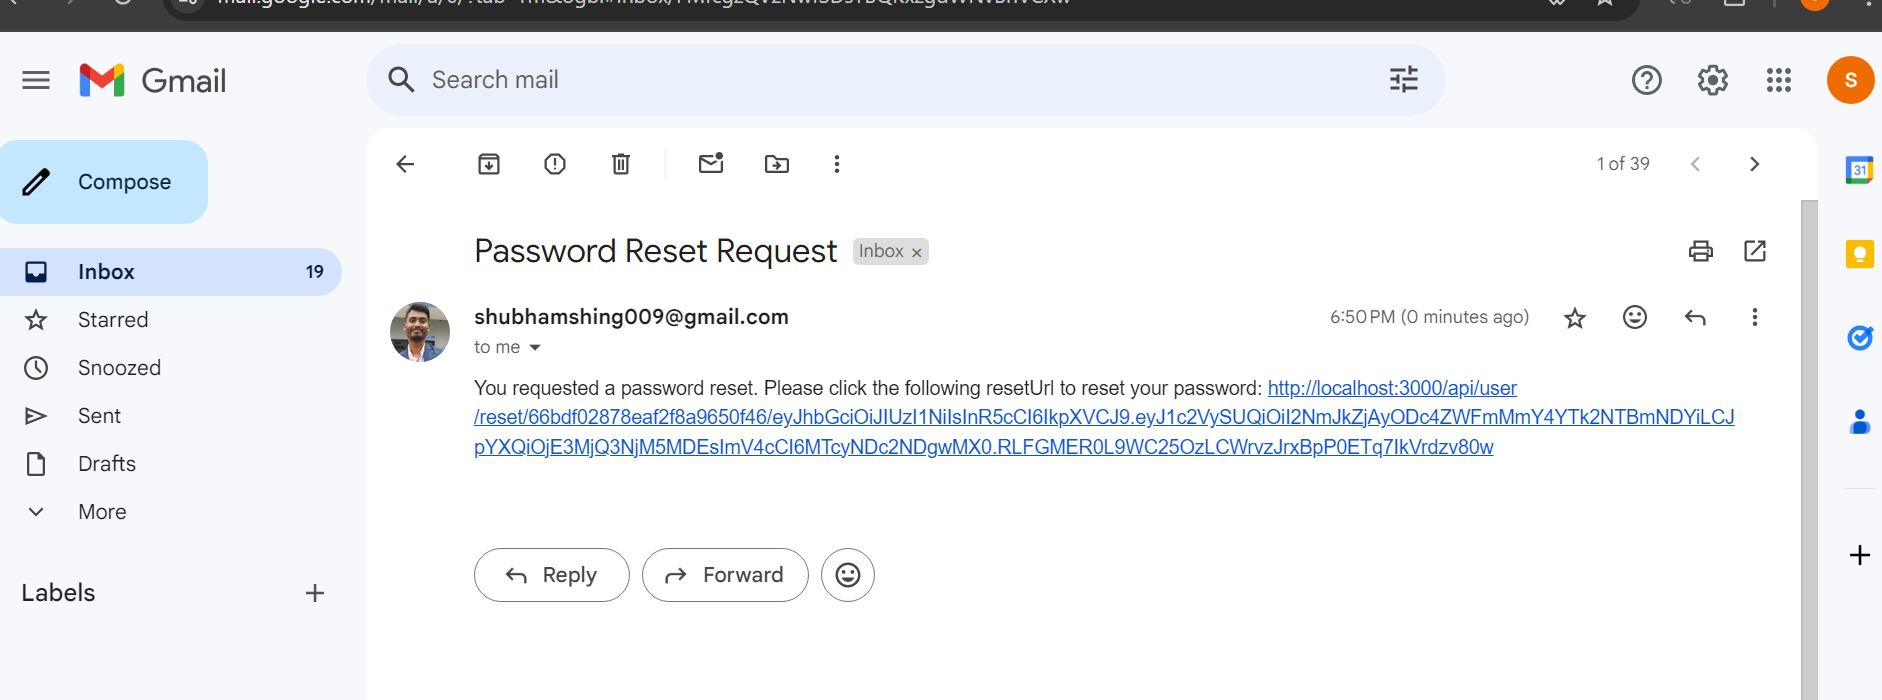 Gmail
Search mail
Compose
1 of 39
Password Reset Request
Inbox ×
Inbox 19
Starred
Snoozed
Sent
Drafts
More
Labels
shubhamshing009@gmail.com
6:50 PM (0 minutes ago)
to me
You requested a password reset. Please click the following resetUrl to reset your password: http://localhost:3000/api/user
/reset/66bdf02878eaf2f8a9650f46/eyJhbGciOiJIUzI1NiIsInR5cCI6IkpXVCJ9.eyJ1c2VySUQiOiI2NmJkZjAyODc4ZWFmMmY4YTk2NTBmNDYiLCJ
pYXQiOjE3MjQ3NjM5MDEsImV4cCI6MTcyNDc2NDgwMX0.RLFGMER0L9WC25OzLCWrvzJrxBpP0ETq7IkVrdzv80w
Reply
Forward
S
31